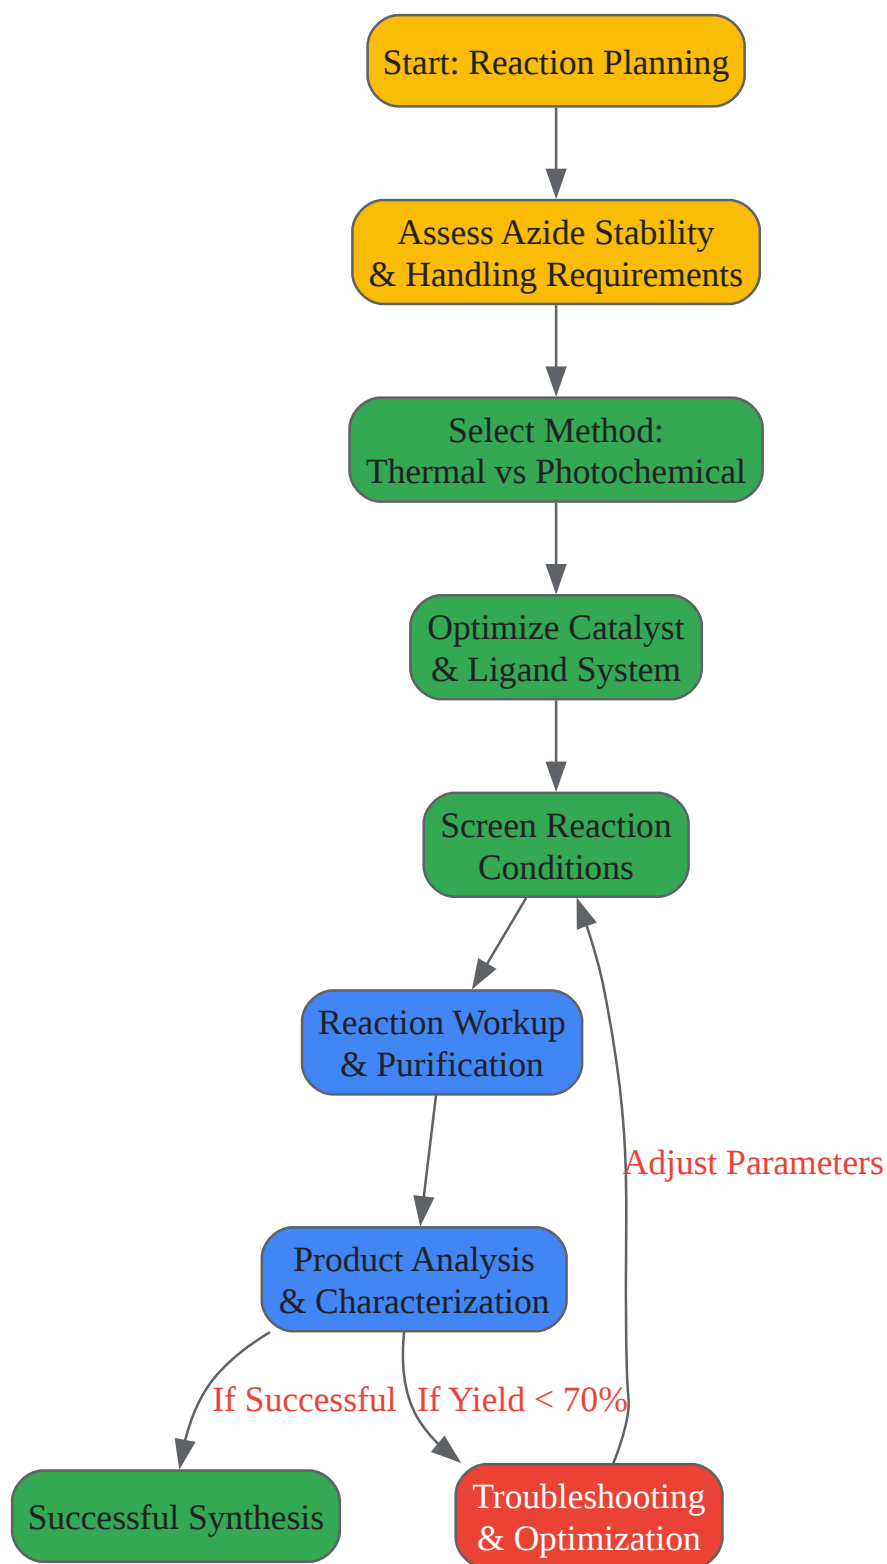 Start: Reaction Planning
Assess Azide Stability
& Handling Requirements
Select Method:
Thermal vs Photochemical
Optimize Catalyst
& Ligand System
Screen Reaction
Conditions
Reaction Workup
& Purification
Adjust Parameters
Product Analysis
& Characterization
If Successful
If Yield < 70%
Successful Synthesis
Troubleshooting
& Optimization